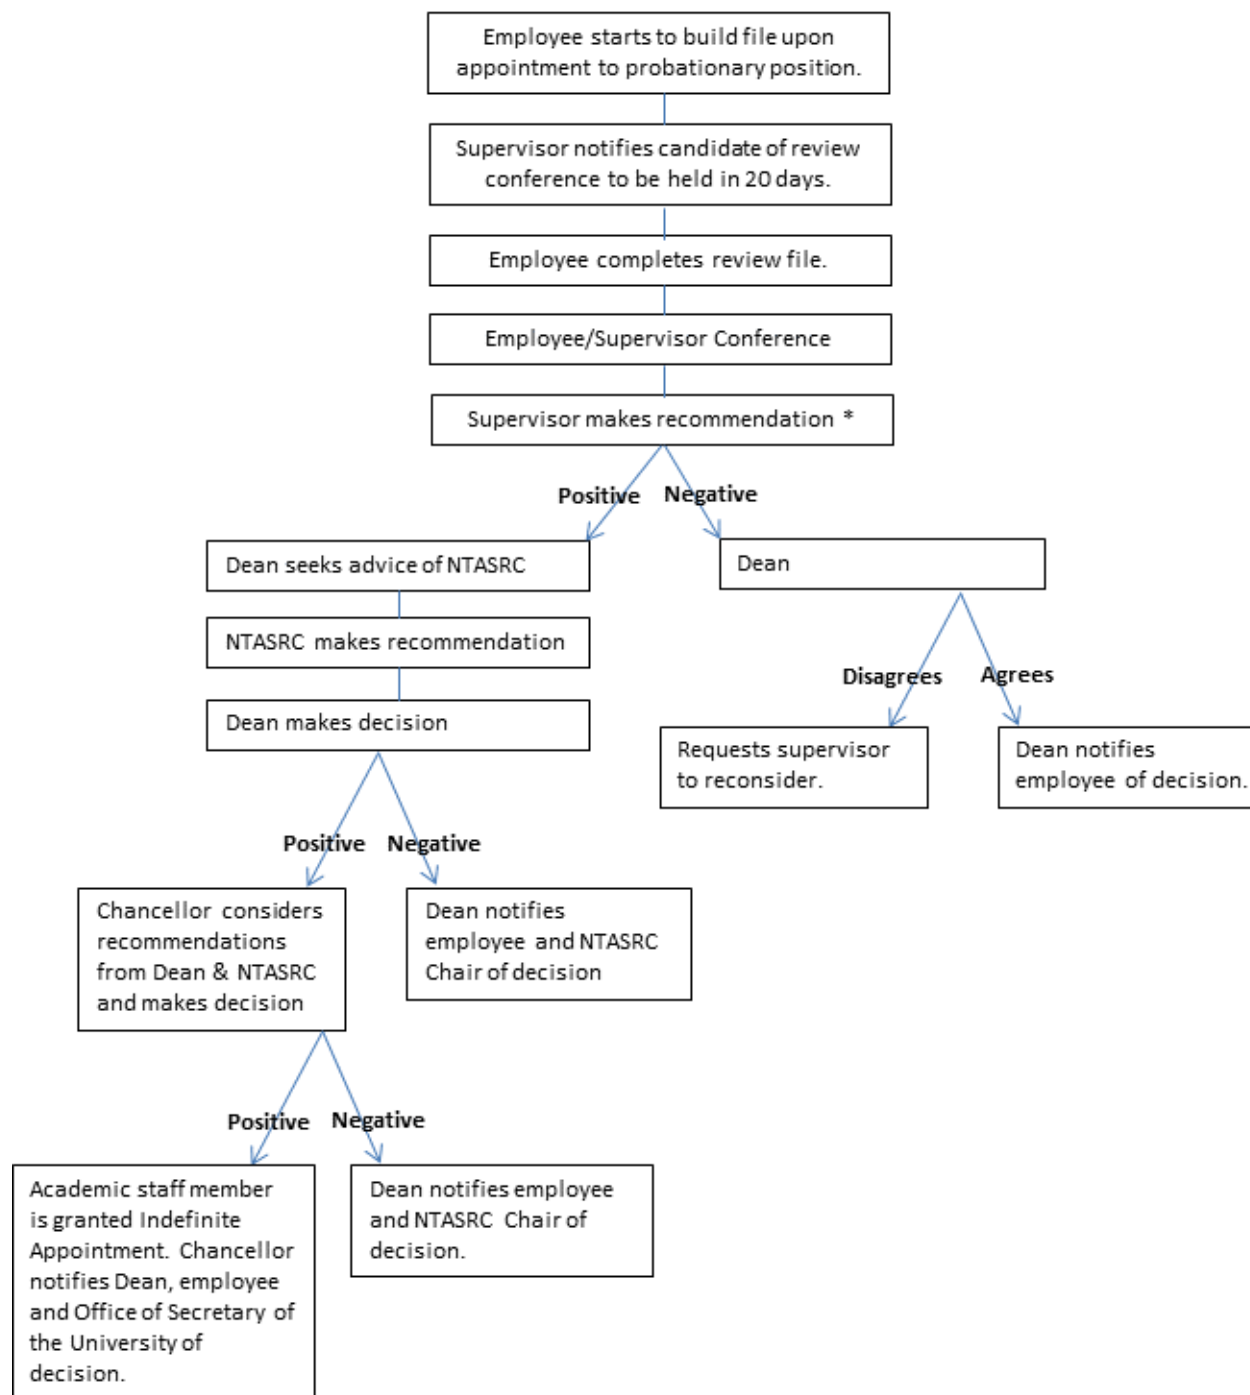 Employee starts to build file upon
appointment to probationary position.
Supervisor notifies candidate of review
conference to be held in 20 days.
Employee completes review file.
Employee/Supervisor Conference
Supervisor makes recommendation *
Positive
Negative
Dean seeks advice of NTASRC
Dean
NTASRC makes recommendation
Disagrees
Agrees
Dean makes decision
Requests supervisor
to reconsider.
Dean notifies
employee of decision.
Positive
Negative
Chancellor considers
recommendations
from Dean & NTASRC
and makes decision
Dean notifies
employee and NTASRC
Chair of decision
Positive
Negative
Academic staff member
is granted Indefinite
Appointment. Chancellor
notifies Dean, employee
and Office of Secretary of
the University of
decision.
Dean notifies employee
and NTASRC Chair of
decision.